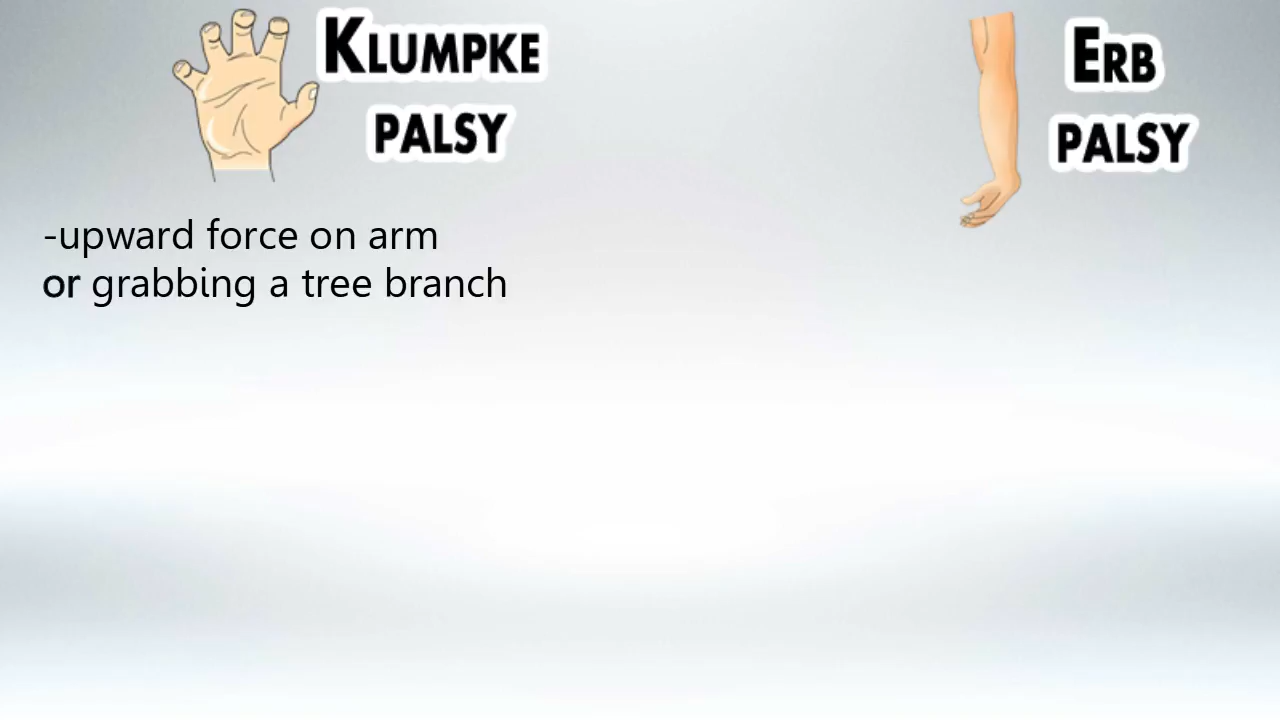 KLUMPKE
PALSY
ERB
PALSY
-upward force on arm
or grabbing a tree branch